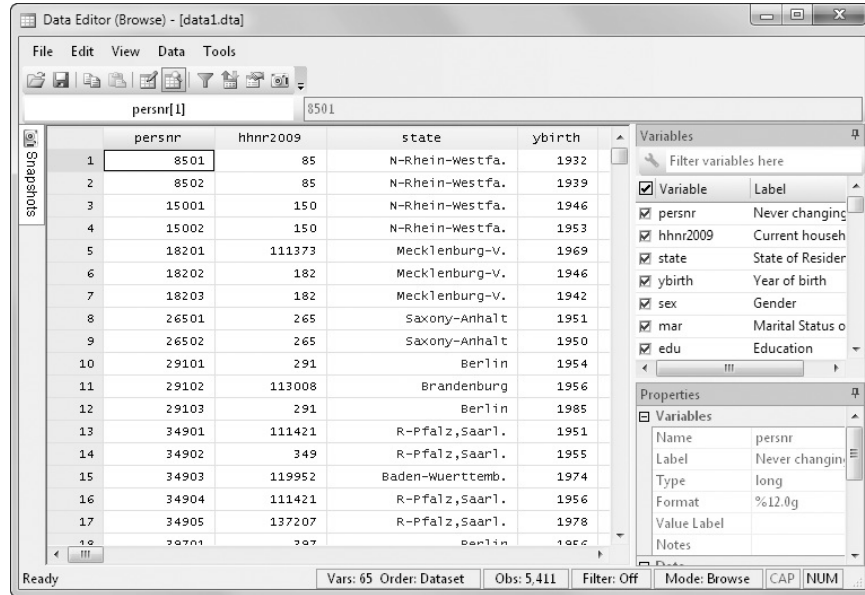 Data Editor (Browse) - [data1.dta]
File Edit View Data Tools
persnr[1] 8501
Snapshots
persnr hhnr2009 state ybirth
1 8501 85 N-Rhein-Westfa. 1932
2 8502 85 N-Rhein-Westfa. 1939
3 15001 150 N-Rhein-Westfa. 1946
4 15002 150 N-Rhein-Westfa. 1953
5 18201 111373 Mecklenburg-V. 1969
6 18202 182 Mecklenburg-V. 1946
7 18203 182 Mecklenburg-V. 1942
8 26501 265 Saxony-Anhalt 1951
9 26502 265 Saxony-Anhalt 1950
10 29101 291 Berlin 1954
11 29102 113008 Brandenburg 1956
12 29103 291 Berlin 1985
13 34901 111421 R-Pfalz,Saarl. 1951
14 34902 349 R-Pfalz,Saarl. 1955
15 34903 119952 Baden-Wuerttemb. 1974
16 34904 111421 R-Pfalz,Saarl. 1956
17 34905 137207 R-Pfalz,Saarl. 1978
Variables
Filter variables here
Variable Label
persnr Never changing
hhnr2009 Current househ
state State of Residen
ybirth Year of birth
sex Gender
mar Marital Status o
edu Education
Properties
Variables
Name persnr
Label Never changing
Type long
Format %12.0g
Value Label
Notes
Ready Vars: 65 Order: Dataset Obs: 5,411 Filter: Off Mode: Browse CAP NUM